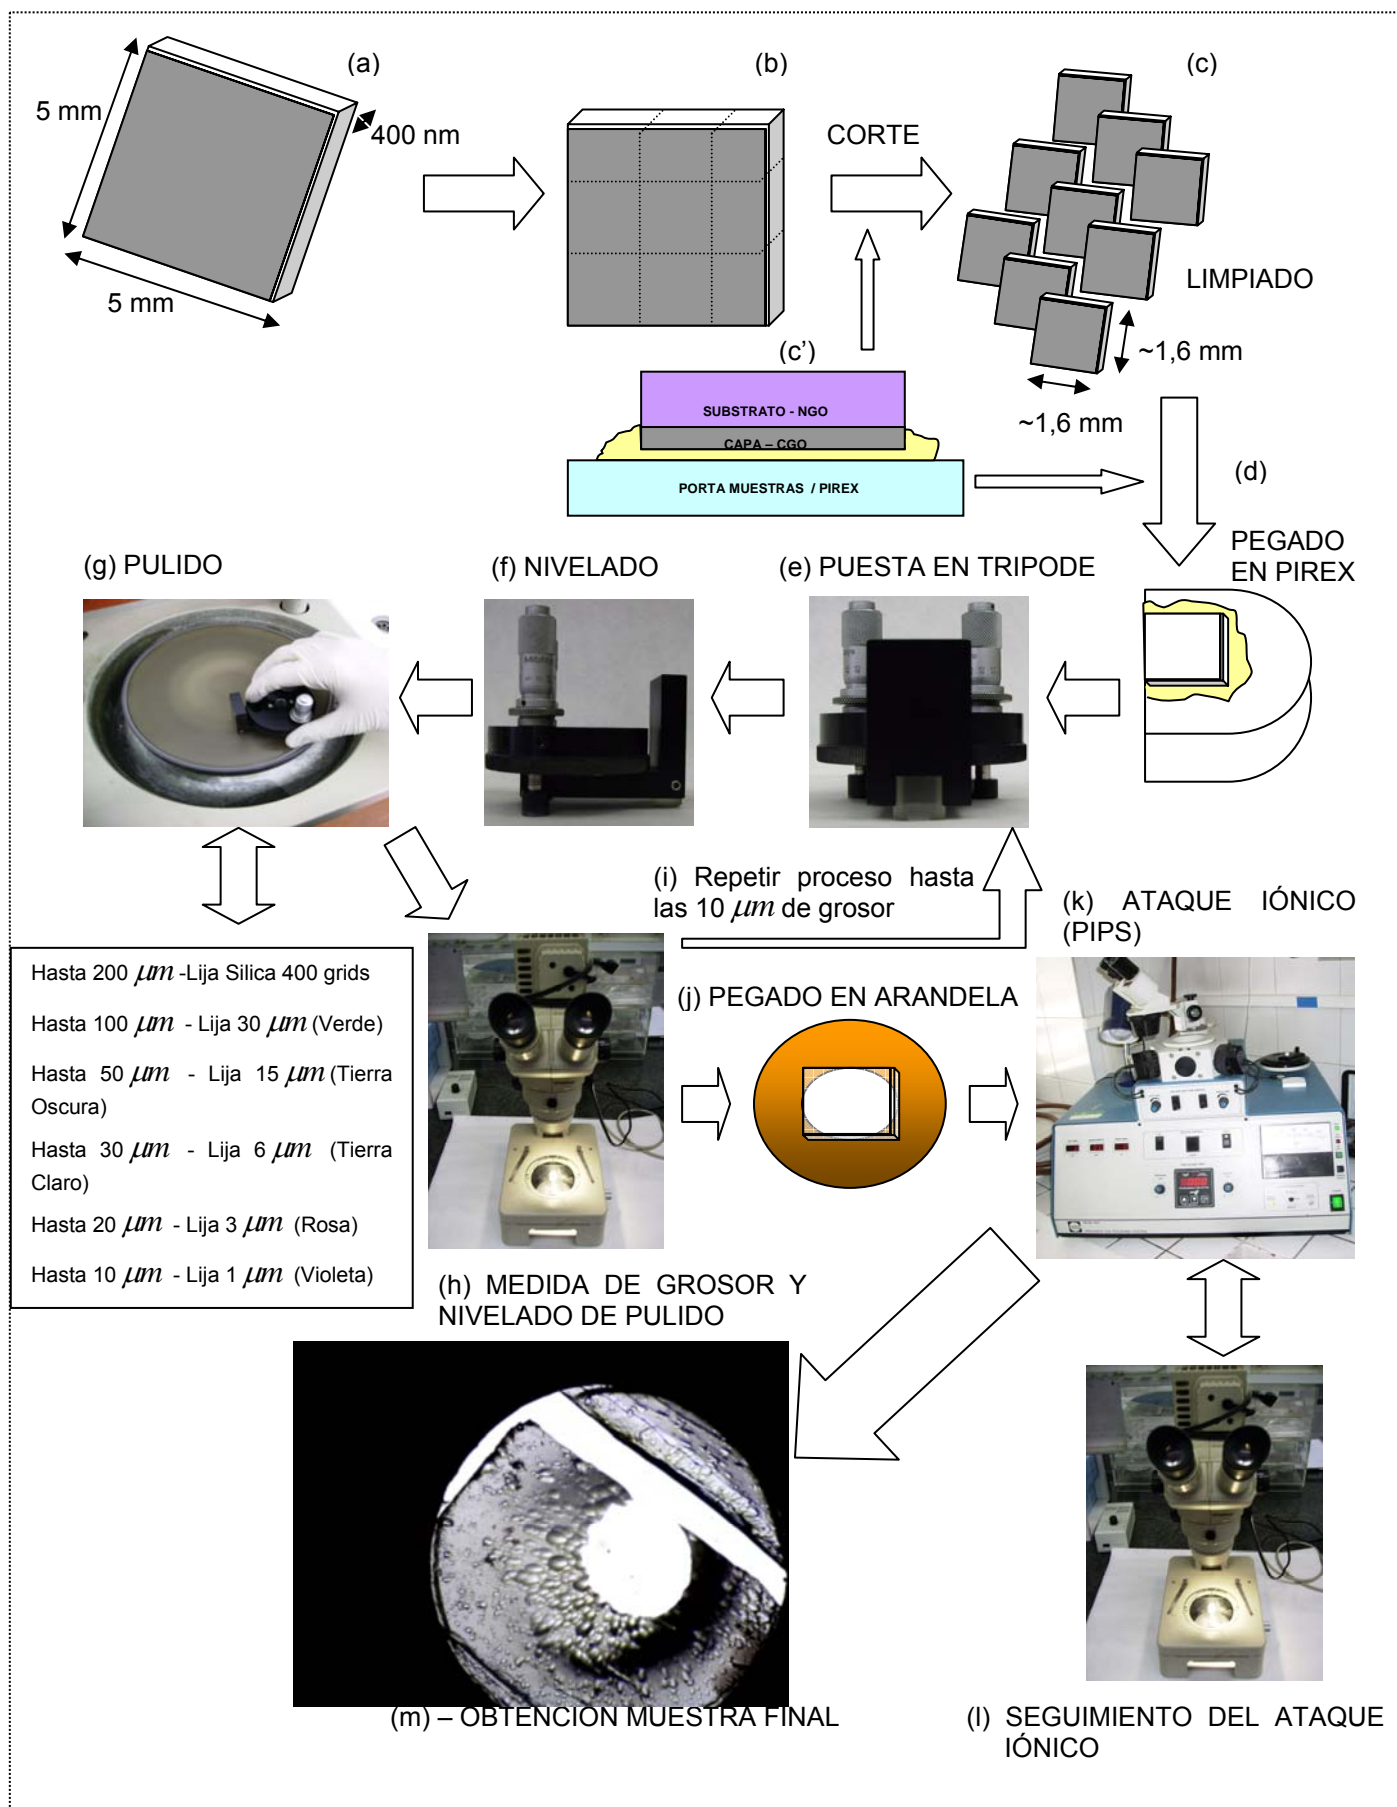 (a)
5 mm
400 nm
5 mm
(b)
CORTE
(c)
LIMPIADO
~1,6 mm
~1,6 mm
(c’)
SUBSTRATO - NGO
CAPA – CGO
PORTA MUESTRAS / PIREX
(d)
PEGADO
EN PIREX
(e) PUESTA EN TRIPODE
(f) NIVELADO
(g) PULIDO
(i) Repetir proceso hasta
las 10 μm de grosor
Hasta 200 μm -Lija Silica 400 grids
Hasta 100 μm - Lija 30 μm (Verde)
Hasta 50 μm - Lija 15 μm (Tierra
Oscura)
Hasta 30 μm - Lija 6 μm (Tierra
Claro)
Hasta 20 μm - Lija 3 μm (Rosa)
Hasta 10 μm - Lija 1 μm (Violeta)
(h) MEDIDA DE GROSOR Y
NIVELADO DE PULIDO
(j) PEGADO EN ARANDELA
(k) ATAQUE IÓNICO
(PIPS)
(m) – OBTENCION MUESTRA FINAL
(l) SEGUIMIENTO DEL ATAQUE
IÓNICO